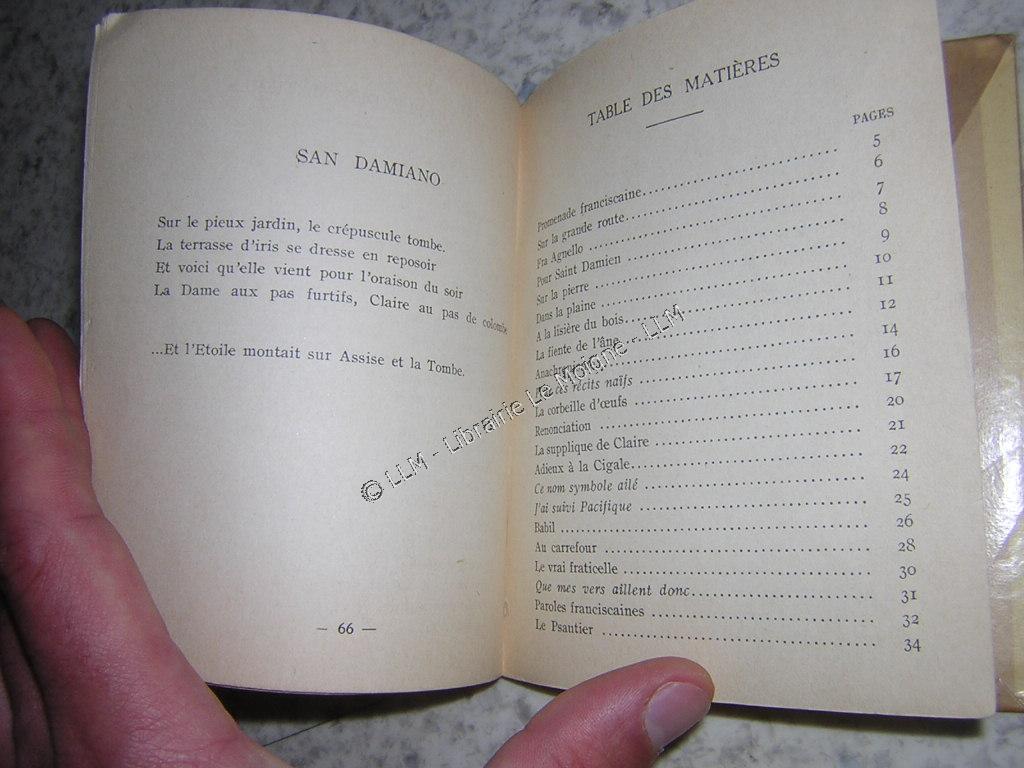 SAN DAMIANO
Sur le pieux jardin, le crépuscule tombe.
La terrasse d'iris se dresse en reposoir
Et voici qu'elle vient pour l'oraison du soir
La Dame aux pas furtifs, Claire au pas de colombe
...Et l'Etoile montait sur Assise et la Tombe.
— 66 —
TABLE DES MATIÈRES
PAGES
Promenade franciscaine 5
Sur la grande route 6
Fra Agnello 7
Pour Saint Damien 8
Sur la pierre 9
Dans la plaine 10
A la lisière du bois 11
La fiente de l'âne 12
14
ces récits naïfs 16
La corbeille d'œufs 17
Renonciation 20
La supplique de Claire 21
Adieux à la Cigale 22
Ce nom symbole ailé 24
J'ai suivi Pacifique 25
Babil 26
Au carrefour 28
Le vrai fraticelle 30
Que mes vers aillent donc 31
Paroles franciscaines 32
Le Psautier 34
© LLM - Librairie Le Moigne - LLM